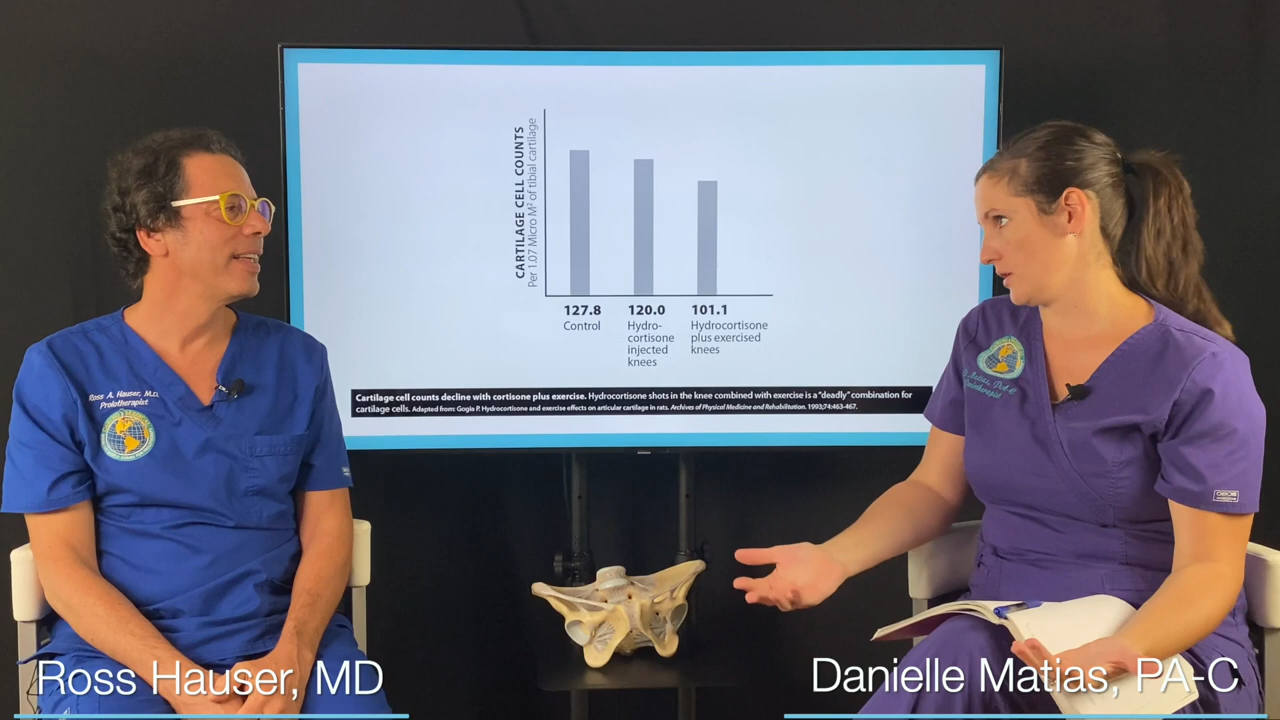 CARTILAGE CELL COUNTS
Per 1.07 Micro M² of tibial cartilage
127.8
Control
120.0
Hydro-
cortisone
injected
knees
101.1
Hydrocortisone
plus exercised
knees
Cartilage cell counts decline with cortisone plus exercise. Hydrocortisone shots in the knee combined with exercise is a "deadly" combination for
cartilage cells. Adapted from: Gogia P. Hydrocortisone and exercise effects on articular cartilage in rats. Archives of Physical Medicine and Rehabilitation. 1993;74:463-467.
Ross A. Hauser, M.D.
Prolotherapist
Ross Hauser, MD
Danielle Matias, PA-C